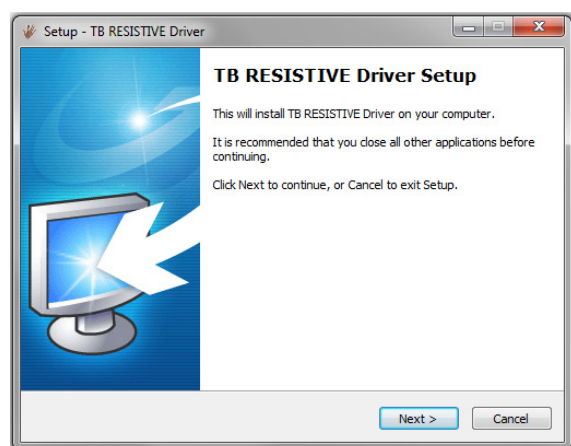 Setup - TB RESISTIVE Driver
TB RESISTIVE Driver Setup
This will install TB RESISTIVE Driver on your computer.
It is recommended that you close all other applications before
continuing.
Click Next to continue, or Cancel to exit Setup.
Next >
Cancel